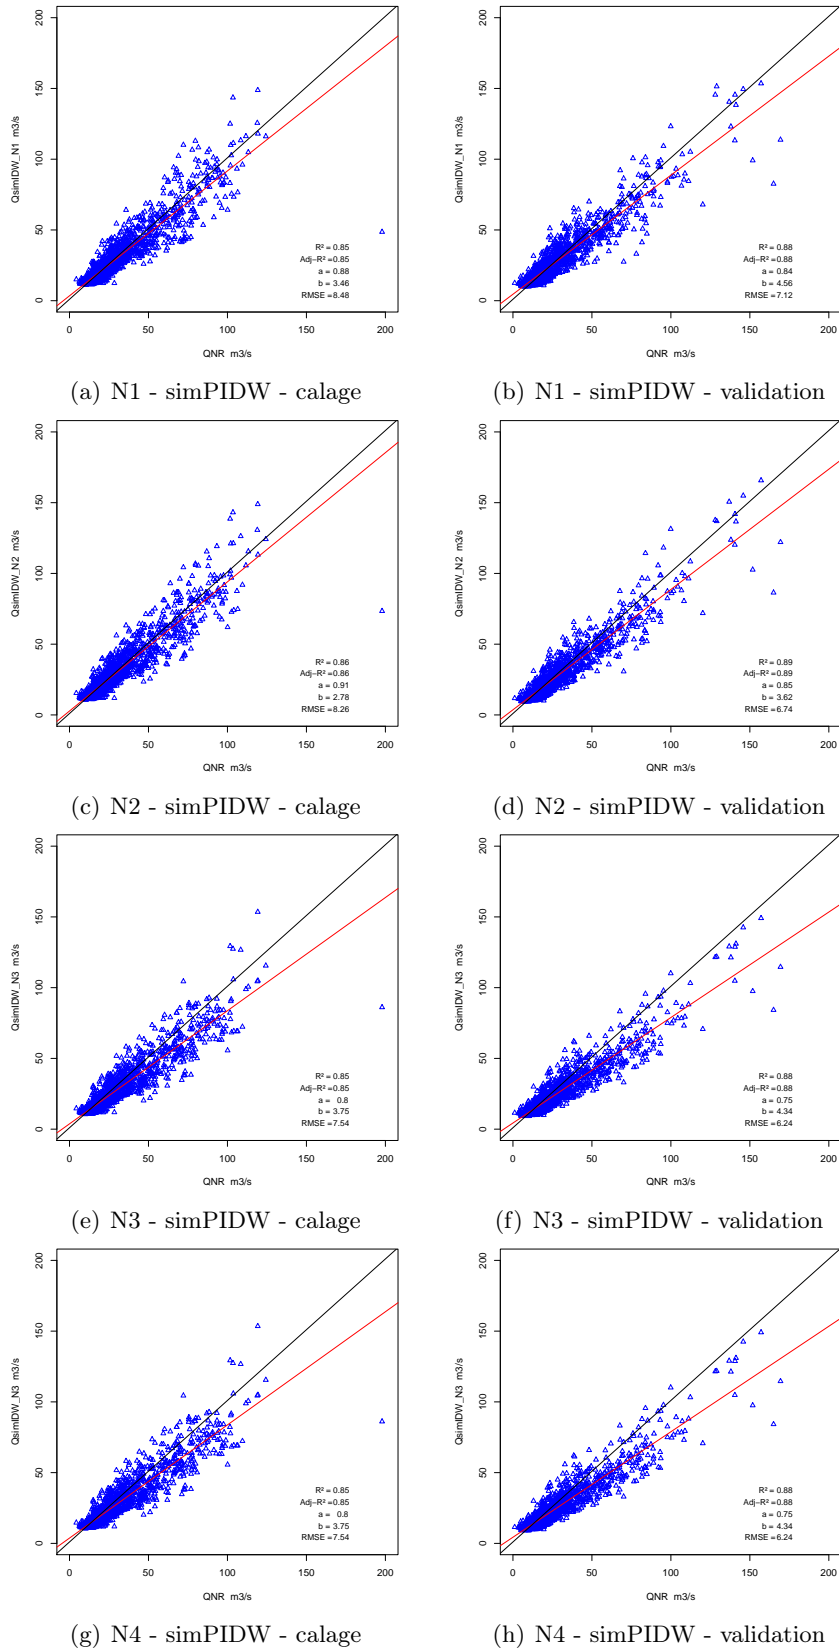 200
150
100
50
0
QsimIDW_N1 m3/s
R² = 0.85
Adj−R² = 0.85
a = 0.88
b = 3.46
RMSE = 8.48
0 50 100 150 200
QNR m3/s
(a) N1 - simPIDW - calage
200
150
100
50
0
QsimIDW_N1 m3/s
R² = 0.88
Adj−R² = 0.88
a = 0.84
b = 4.56
RMSE = 7.12
0 50 100 150 200
QNR m3/s
(b) N1 - simPIDW - validation
200
150
100
50
0
QsimIDW_N2 m3/s
R² = 0.86
Adj−R² = 0.86
a = 0.91
b = 2.78
RMSE = 8.26
0 50 100 150 200
QNR m3/s
(c) N2 - simPIDW - calage
200
150
100
50
0
QsimIDW_N2 m3/s
R² = 0.89
Adj−R² = 0.89
a = 0.85
b = 3.62
RMSE = 6.74
0 50 100 150 200
QNR m3/s
(d) N2 - simPIDW - validation
200
150
100
50
0
QsimIDW_N3 m3/s
R² = 0.85
Adj−R² = 0.85
a = 0.8
b = 3.75
RMSE = 7.54
0 50 100 150 200
QNR m3/s
(e) N3 - simPIDW - calage
200
150
100
50
0
QsimIDW_N3 m3/s
R² = 0.88
Adj−R² = 0.88
a = 0.75
b = 4.34
RMSE = 6.24
0 50 100 150 200
QNR m3/s
(f) N3 - simPIDW - validation
200
150
100
50
0
QsimIDW_N3 m3/s
R² = 0.85
Adj−R² = 0.85
a = 0.8
b = 3.75
RMSE = 7.54
0 50 100 150 200
QNR m3/s
(g) N4 - simPIDW - calage
200
150
100
50
0
QsimIDW_N3 m3/s
R² = 0.88
Adj−R² = 0.88
a = 0.75
b = 4.34
RMSE = 6.24
0 50 100 150 200
QNR m3/s
(h) N4 - simPIDW - validation